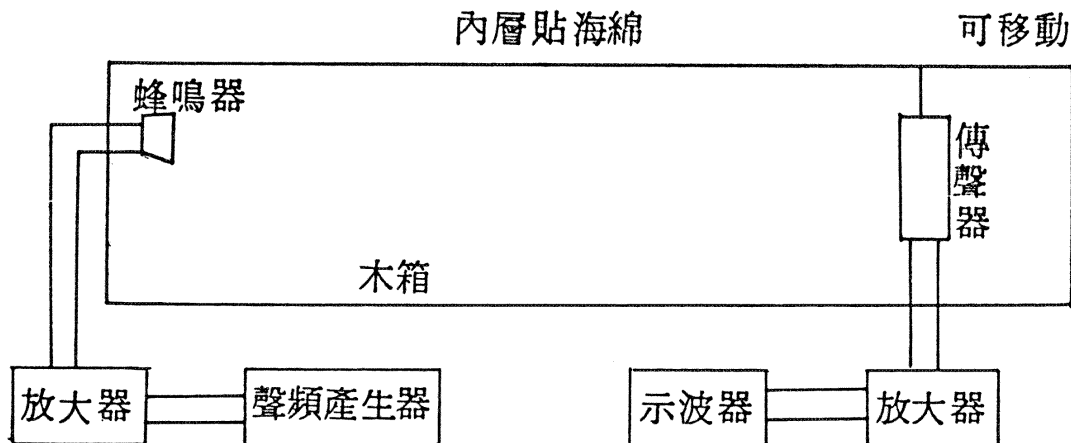 內層貼海綿
可移動
蜂鳴器
傳聲器
木箱
放大器
聲頻產生器
示波器
放大器